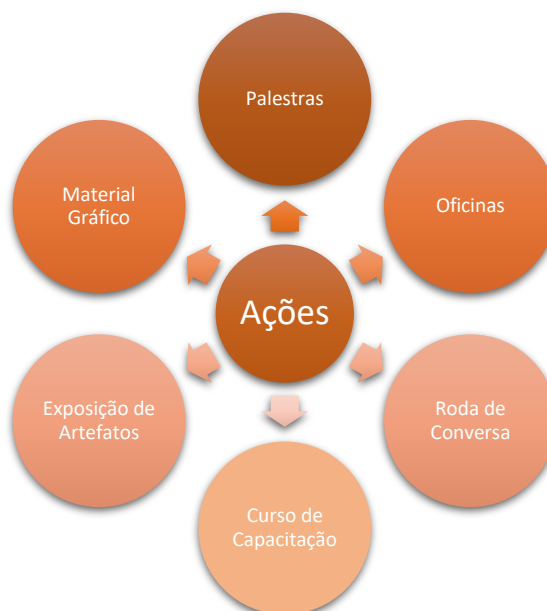 Palestras
Material
Gráfico
Oficinas
Ações
Exposição de
Artefatos
Roda de
Conversa
Curso de
Capacitação